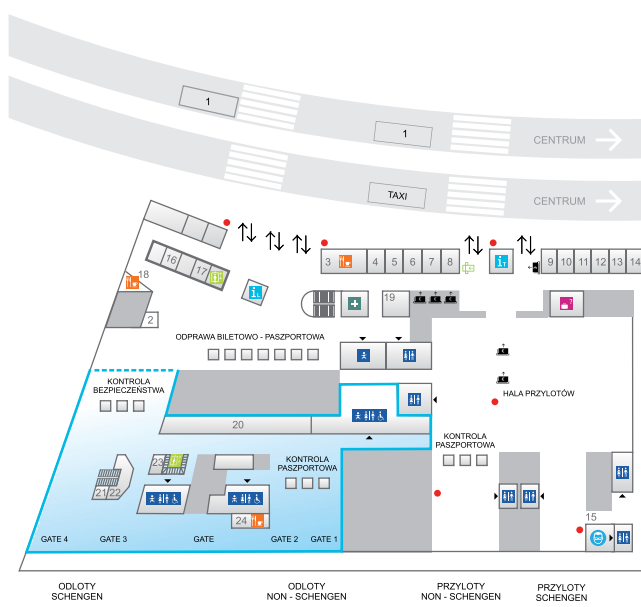 1
1
CENTRUM
TAXI
CENTRUM
16
17
18
2
3
4
5
6
7
8
9
10
11
12
13
14
19
ODPRAWA BILETOWO - PASZPORTOWA
KONTROLA
BEZPIECZEŃSTWA
HALA PRZYLOTÓW
20
KONTROLA
PASZPORTOWA
23
KONTROLA
PASZPORTOWA
21
22
24
15
GATE 4
GATE 3
GATE
GATE 2
GATE 1
ODLOTY
SCHENGEN
ODLOTY
NON - SCHENGEN
PRZYLOTY
NON - SCHENGEN
PRZYLOTY
SCHENGEN